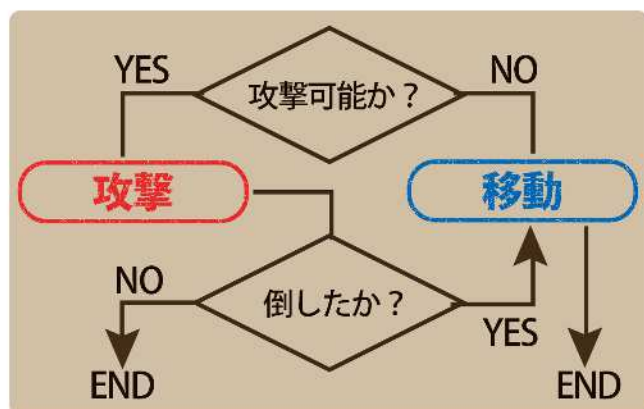 YES
攻撃可能か？
NO
攻撃
移動
NO
倒したか？
YES
END
END